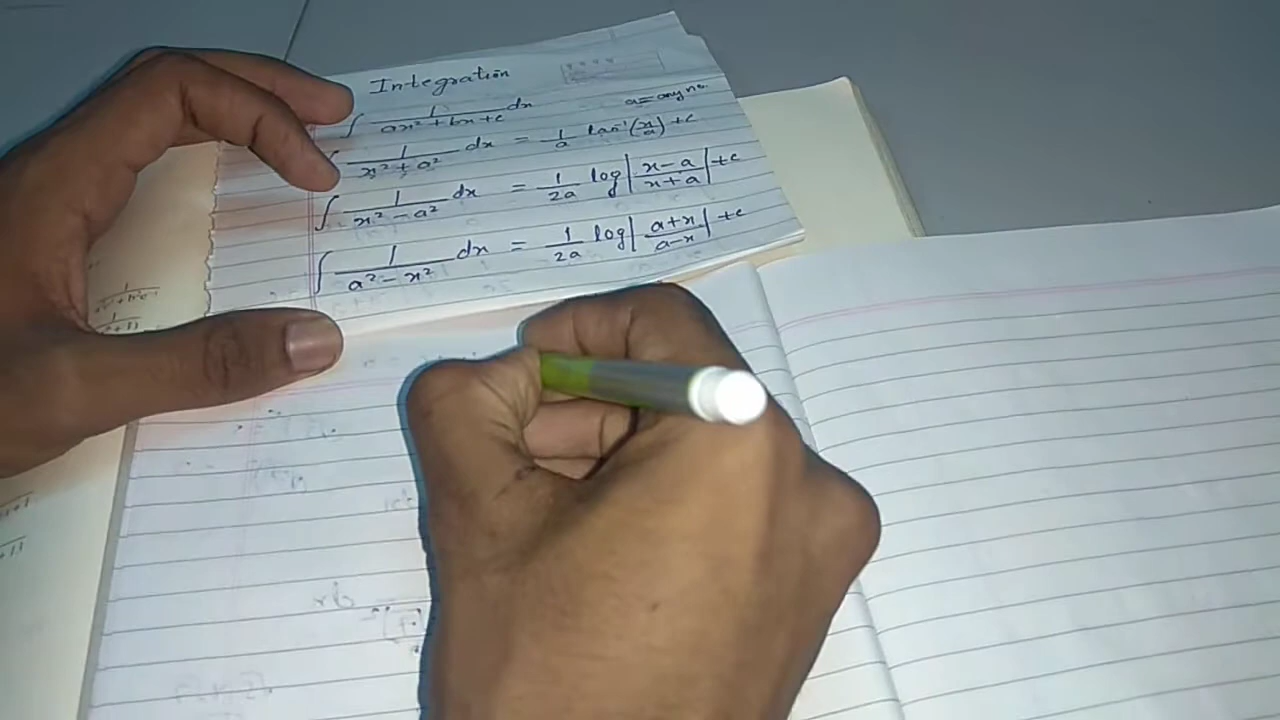 Integration
∫ 1/(ax² + bx + c) dx
a = any no.
∫ 1/(x² + a²) dx = 1/a tan⁻¹(x/a) + c
∫ 1/(x² - a²) dx = 1/2a log|(x - a)/(x + a)| + c
∫ 1/(a² - x²) dx = 1/2a log|(a + x)/(a - x)| + c